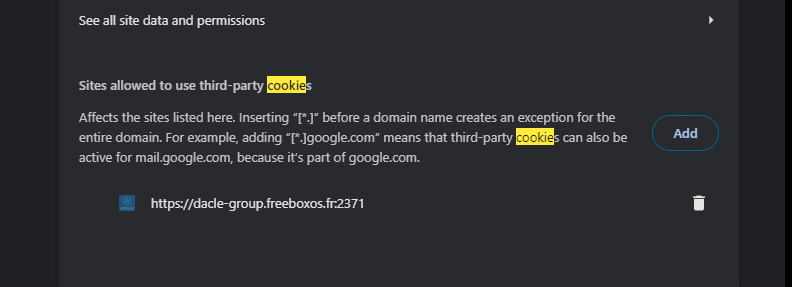 See all site data and permissions
Sites allowed to use third-party cookies
Affects the sites listed here. Inserting “[*.]” before a domain name creates an exception for the
entire domain. For example, adding “[*.]google.com” means that third-party cookies can also be
active for mail.google.com, because it’s part of google.com.
Add
https://dacle-group.freeboxos.fr:2371